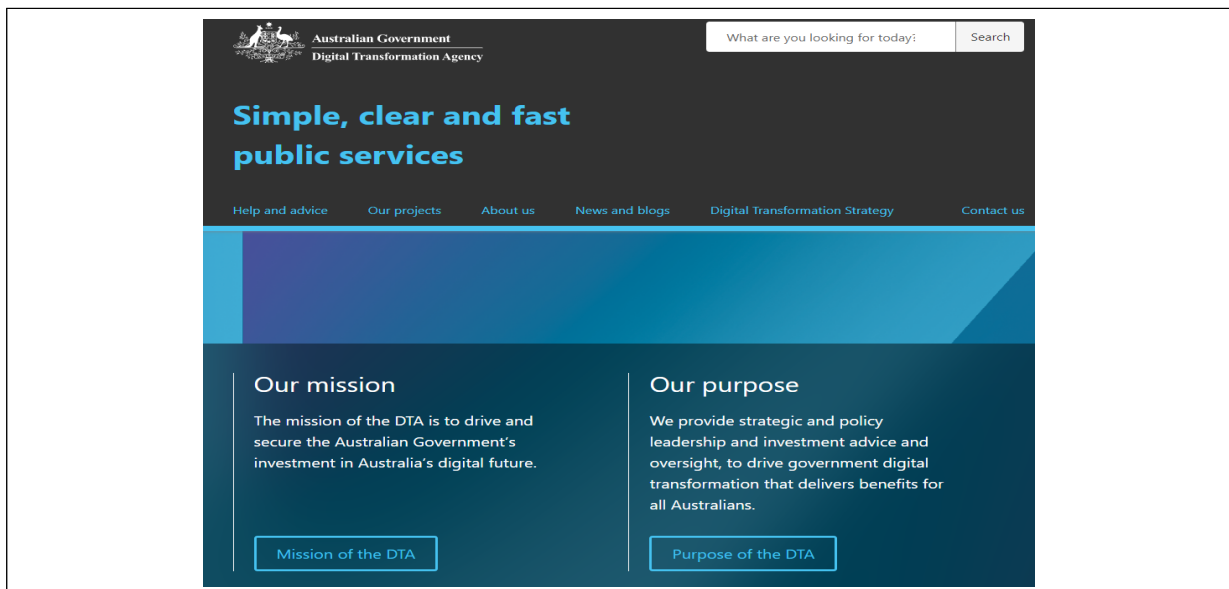 Australian Government
Digital Transformation Agency
What are you looking for today?
Search
Simple, clear and fast
public services
Help and advice
Our projects
About us
News and blogs
Digital Transformation Strategy
Contact us
Our mission
The mission of the DTA is to drive and
secure the Australian Government's
investment in Australia's digital future.
Mission of the DTA
Our purpose
We provide strategic and policy
leadership and investment advice and
oversight, to drive government digital
transformation that delivers benefits for
all Australians.
Purpose of the DTA